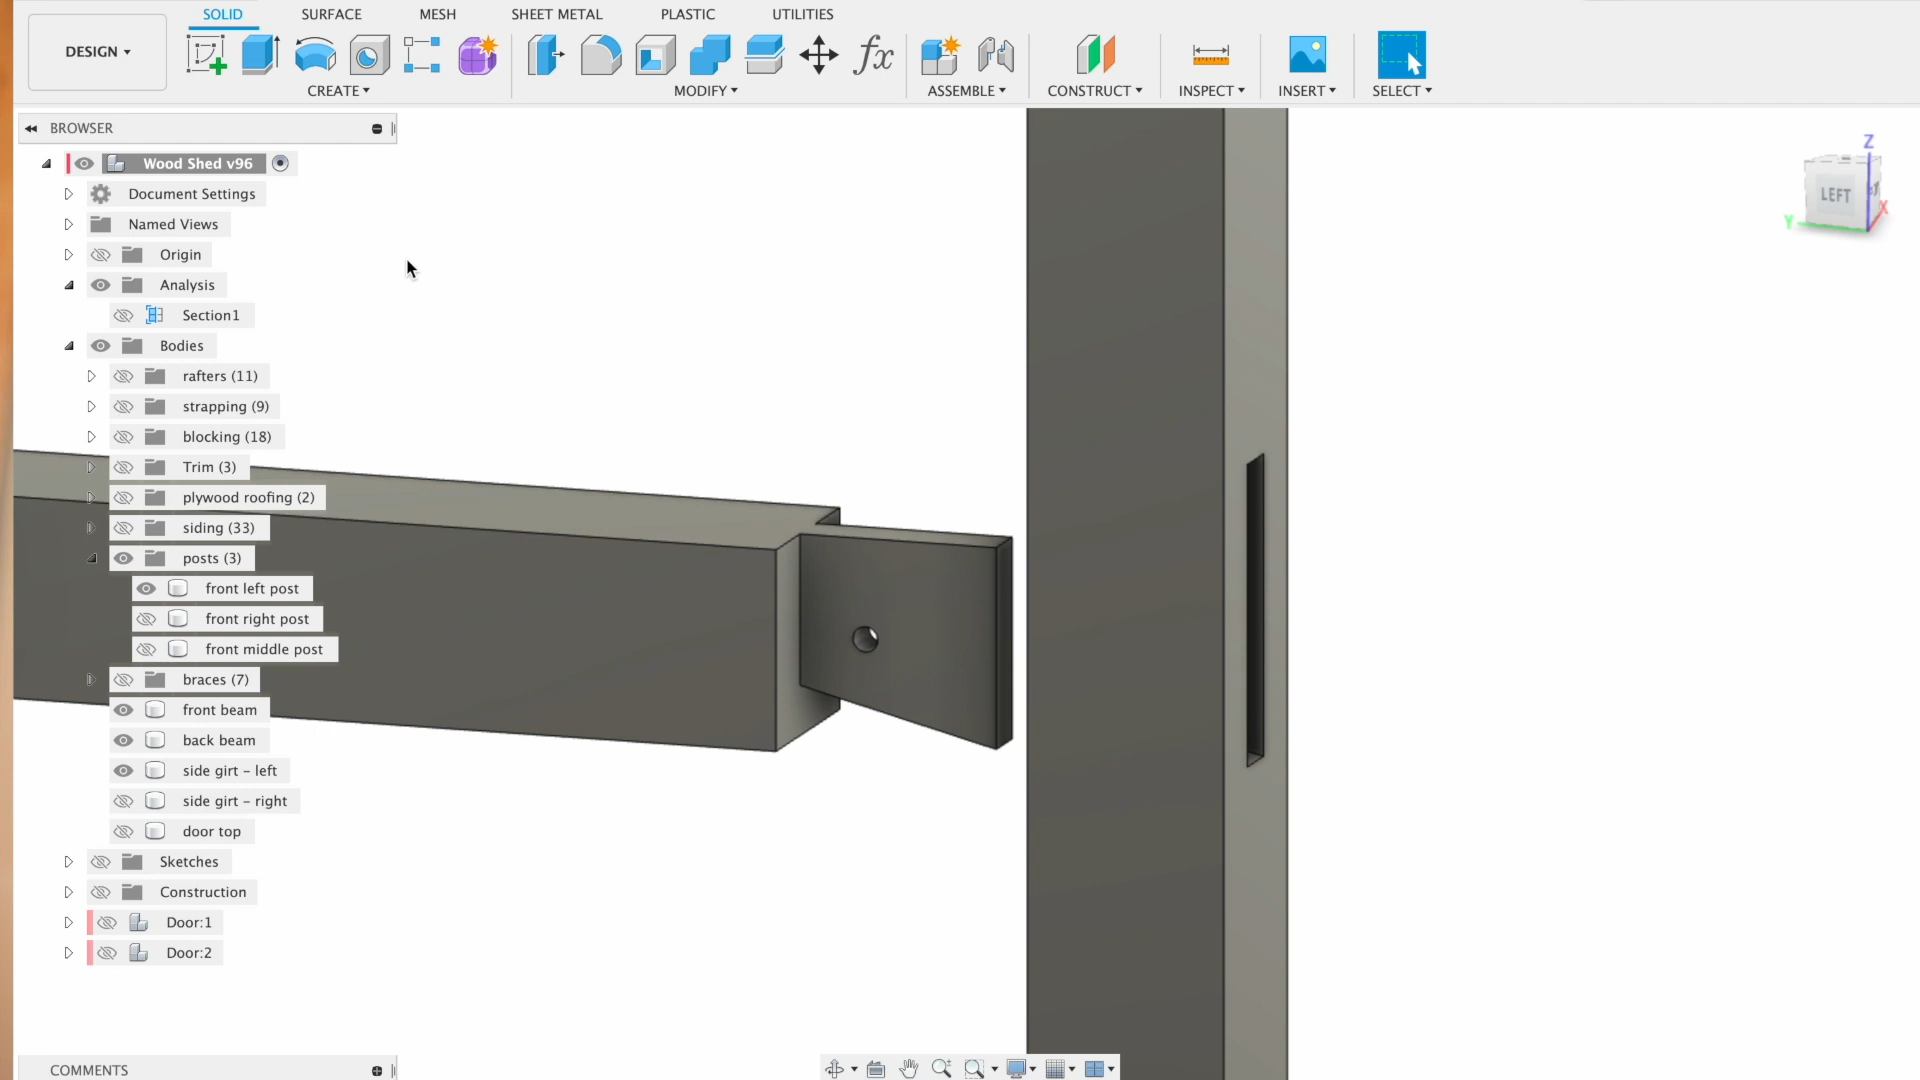 SOLID SURFACE MESH SHEET METAL PLASTIC UTILITIES
DESIGN
fx
CREATE MODIFY ASSEMBLE CONSTRUCT INSPECT INSERT SELECT
BROWSER
Wood Shed v96
Document Settings
Named Views
Origin
Analysis
Section1
Bodies
rafters (11)
strapping (9)
blocking (18)
Trim (3)
plywood roofing (2)
siding (33)
posts (3)
front left post
front right post
front middle post
braces (7)
front beam
back beam
side girt – left
side girt – right
door top
Sketches
Construction
Door:1
Door:2
COMMENTS
Z
LEFT
Y
X